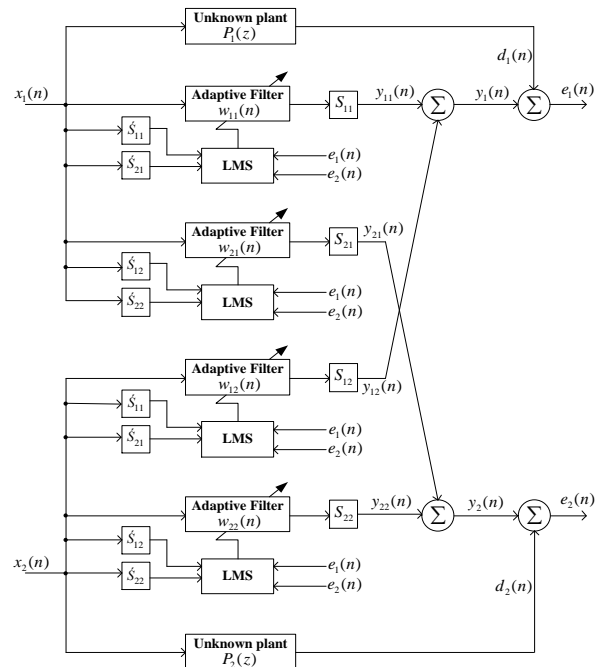 Unknown plant
P₁(z)
d₁(n)
x₁(n)
Adaptive Filter
w₁₁(n)
S₁₁
y₁₁(n)
∑
y₁(n)
∑
e₁(n)
Ś₁₁
Ś₂₁
LMS
e₁(n)
e₂(n)
Adaptive Filter
w₂₁(n)
S₂₁
y₂₁(n)
Ś₁₂
Ś₂₂
LMS
e₁(n)
e₂(n)
Adaptive Filter
w₁₂(n)
S₁₂
y₁₂(n)
Ś₁₁
Ś₂₁
LMS
e₁(n)
e₂(n)
Adaptive Filter
w₂₂(n)
S₂₂
y₂₂(n)
∑
y₂(n)
∑
e₂(n)
Ś₁₂
x₂(n)
Ś₂₂
LMS
e₁(n)
e₂(n)
d₂(n)
Unknown plant
P₂(z)